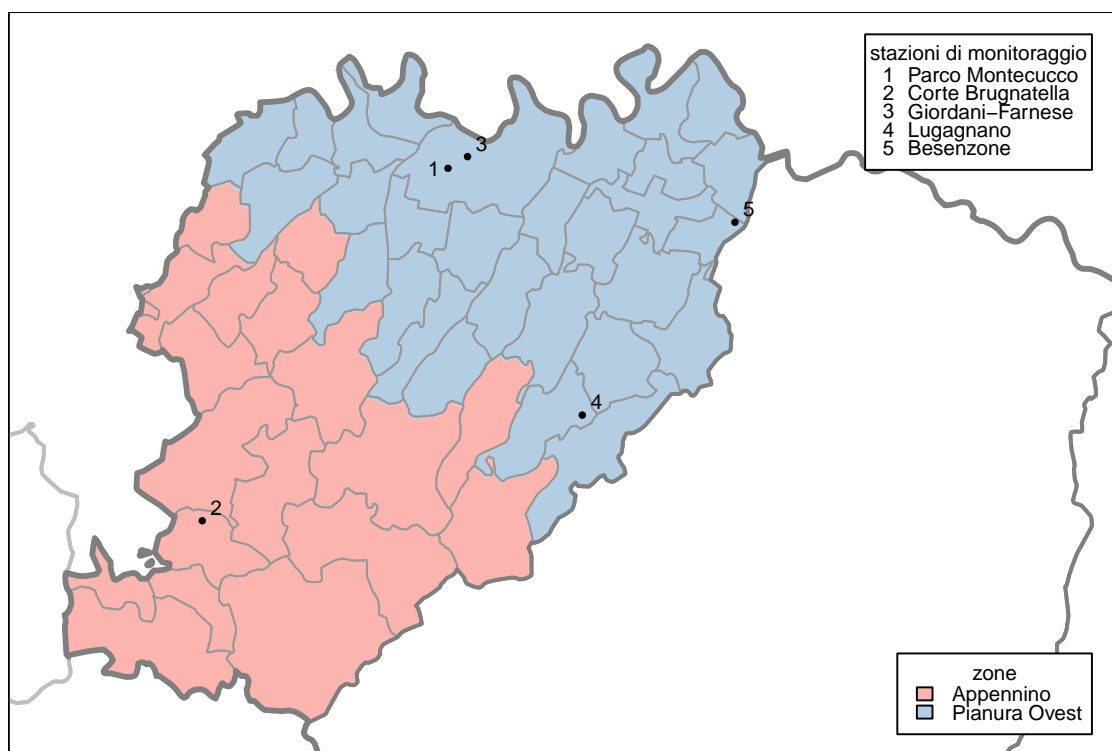 stazioni di monitoraggio
1 Parco Montecucco
2 Corte Brugnatella
3 Giordani−Farnese
4 Lugagnano
5 Besenzone
3
1
5
4
2
zone
Appennino
Pianura Ovest